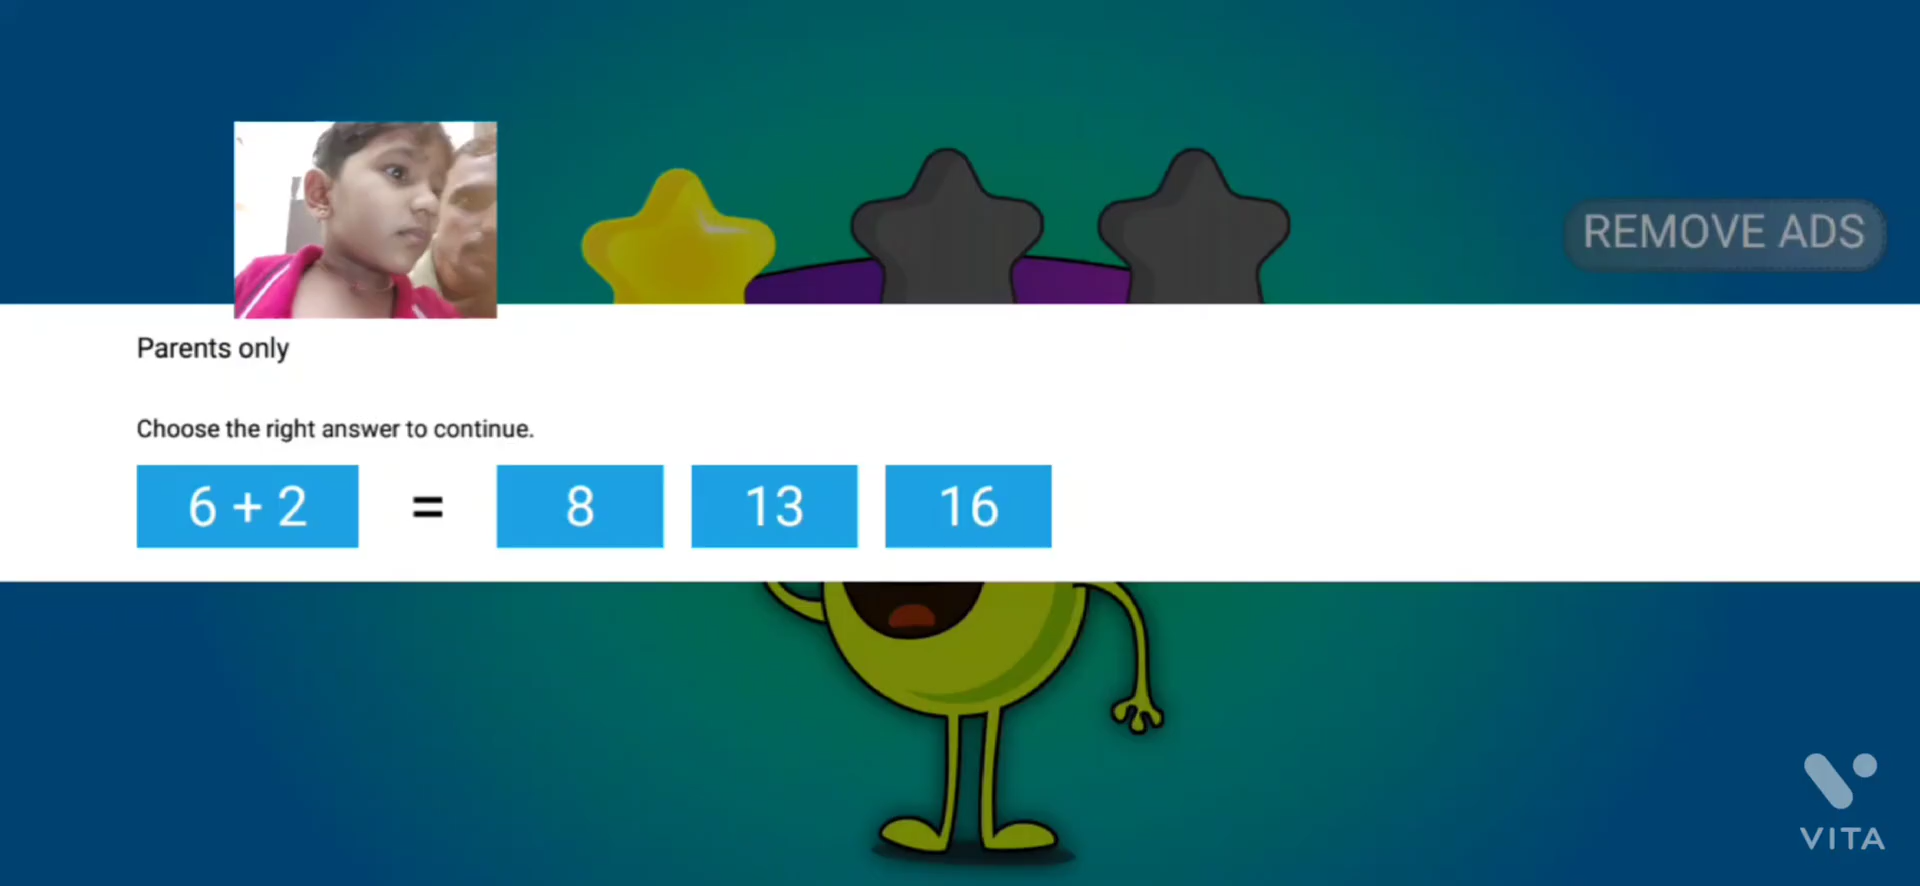 REMOVE ADS
Parents only
Choose the right answer to continue.
6 + 2 = 8 13 16
VITA